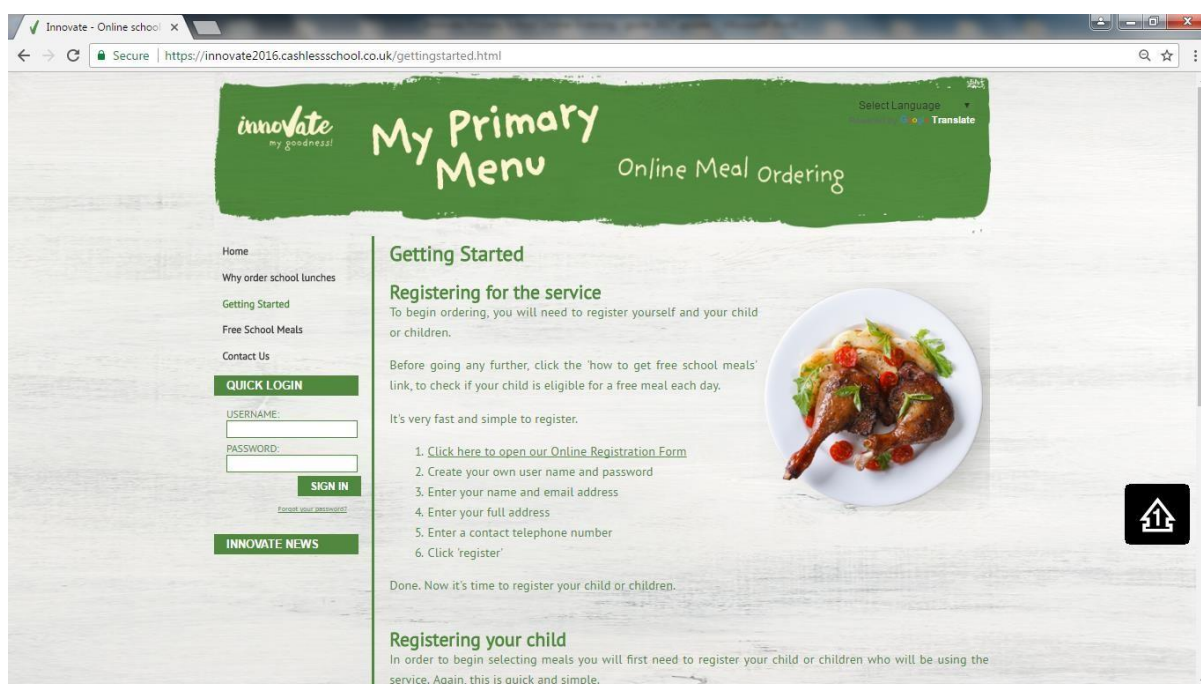 Innovate - Online school
Secure
https://innovate2016.cashlessschool.co.uk/gettingstarted.html
innovate
my goodness!
My Primary
Menu
Online Meal Ordering
Select Language
Translate
Home
Why order school lunches
Getting Started
Free School Meals
Contact Us
QUICK LOGIN
USERNAME:
PASSWORD:
SIGN IN
Forgot your password?
INNOVATE NEWS
Getting Started
Registering for the service
To begin ordering, you will need to register yourself and your child
or children.
Before going any further, click the 'how to get free school meals'
link, to check if your child is eligible for a free meal each day.
It's very fast and simple to register.
1. Click here to open our Online Registration Form
2. Create your own user name and password
3. Enter your name and email address
4. Enter your full address
5. Enter a contact telephone number
6. Click 'register'
Done. Now it's time to register your child or children.
Registering your child
In order to begin selecting meals you will first need to register your child or children who will be using the
service. Again, this is quick and simple.
1